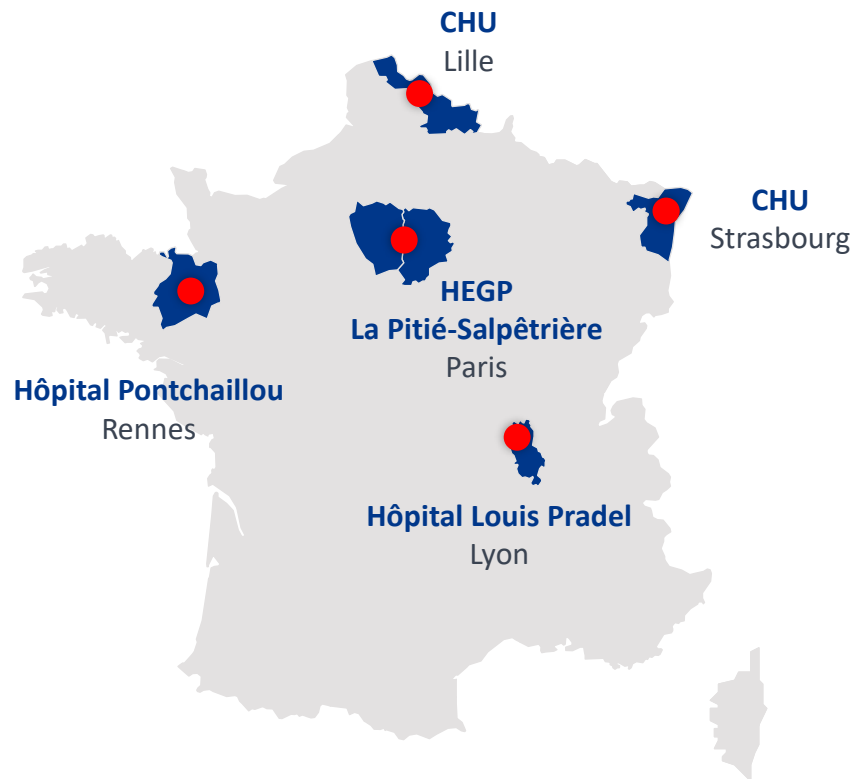 CHU
Lille
CHU
Strasbourg
HEGP
La Pitié-Salpêtrière
Paris
Hôpital Pontchaillou
Rennes
Hôpital Louis Pradel
Lyon